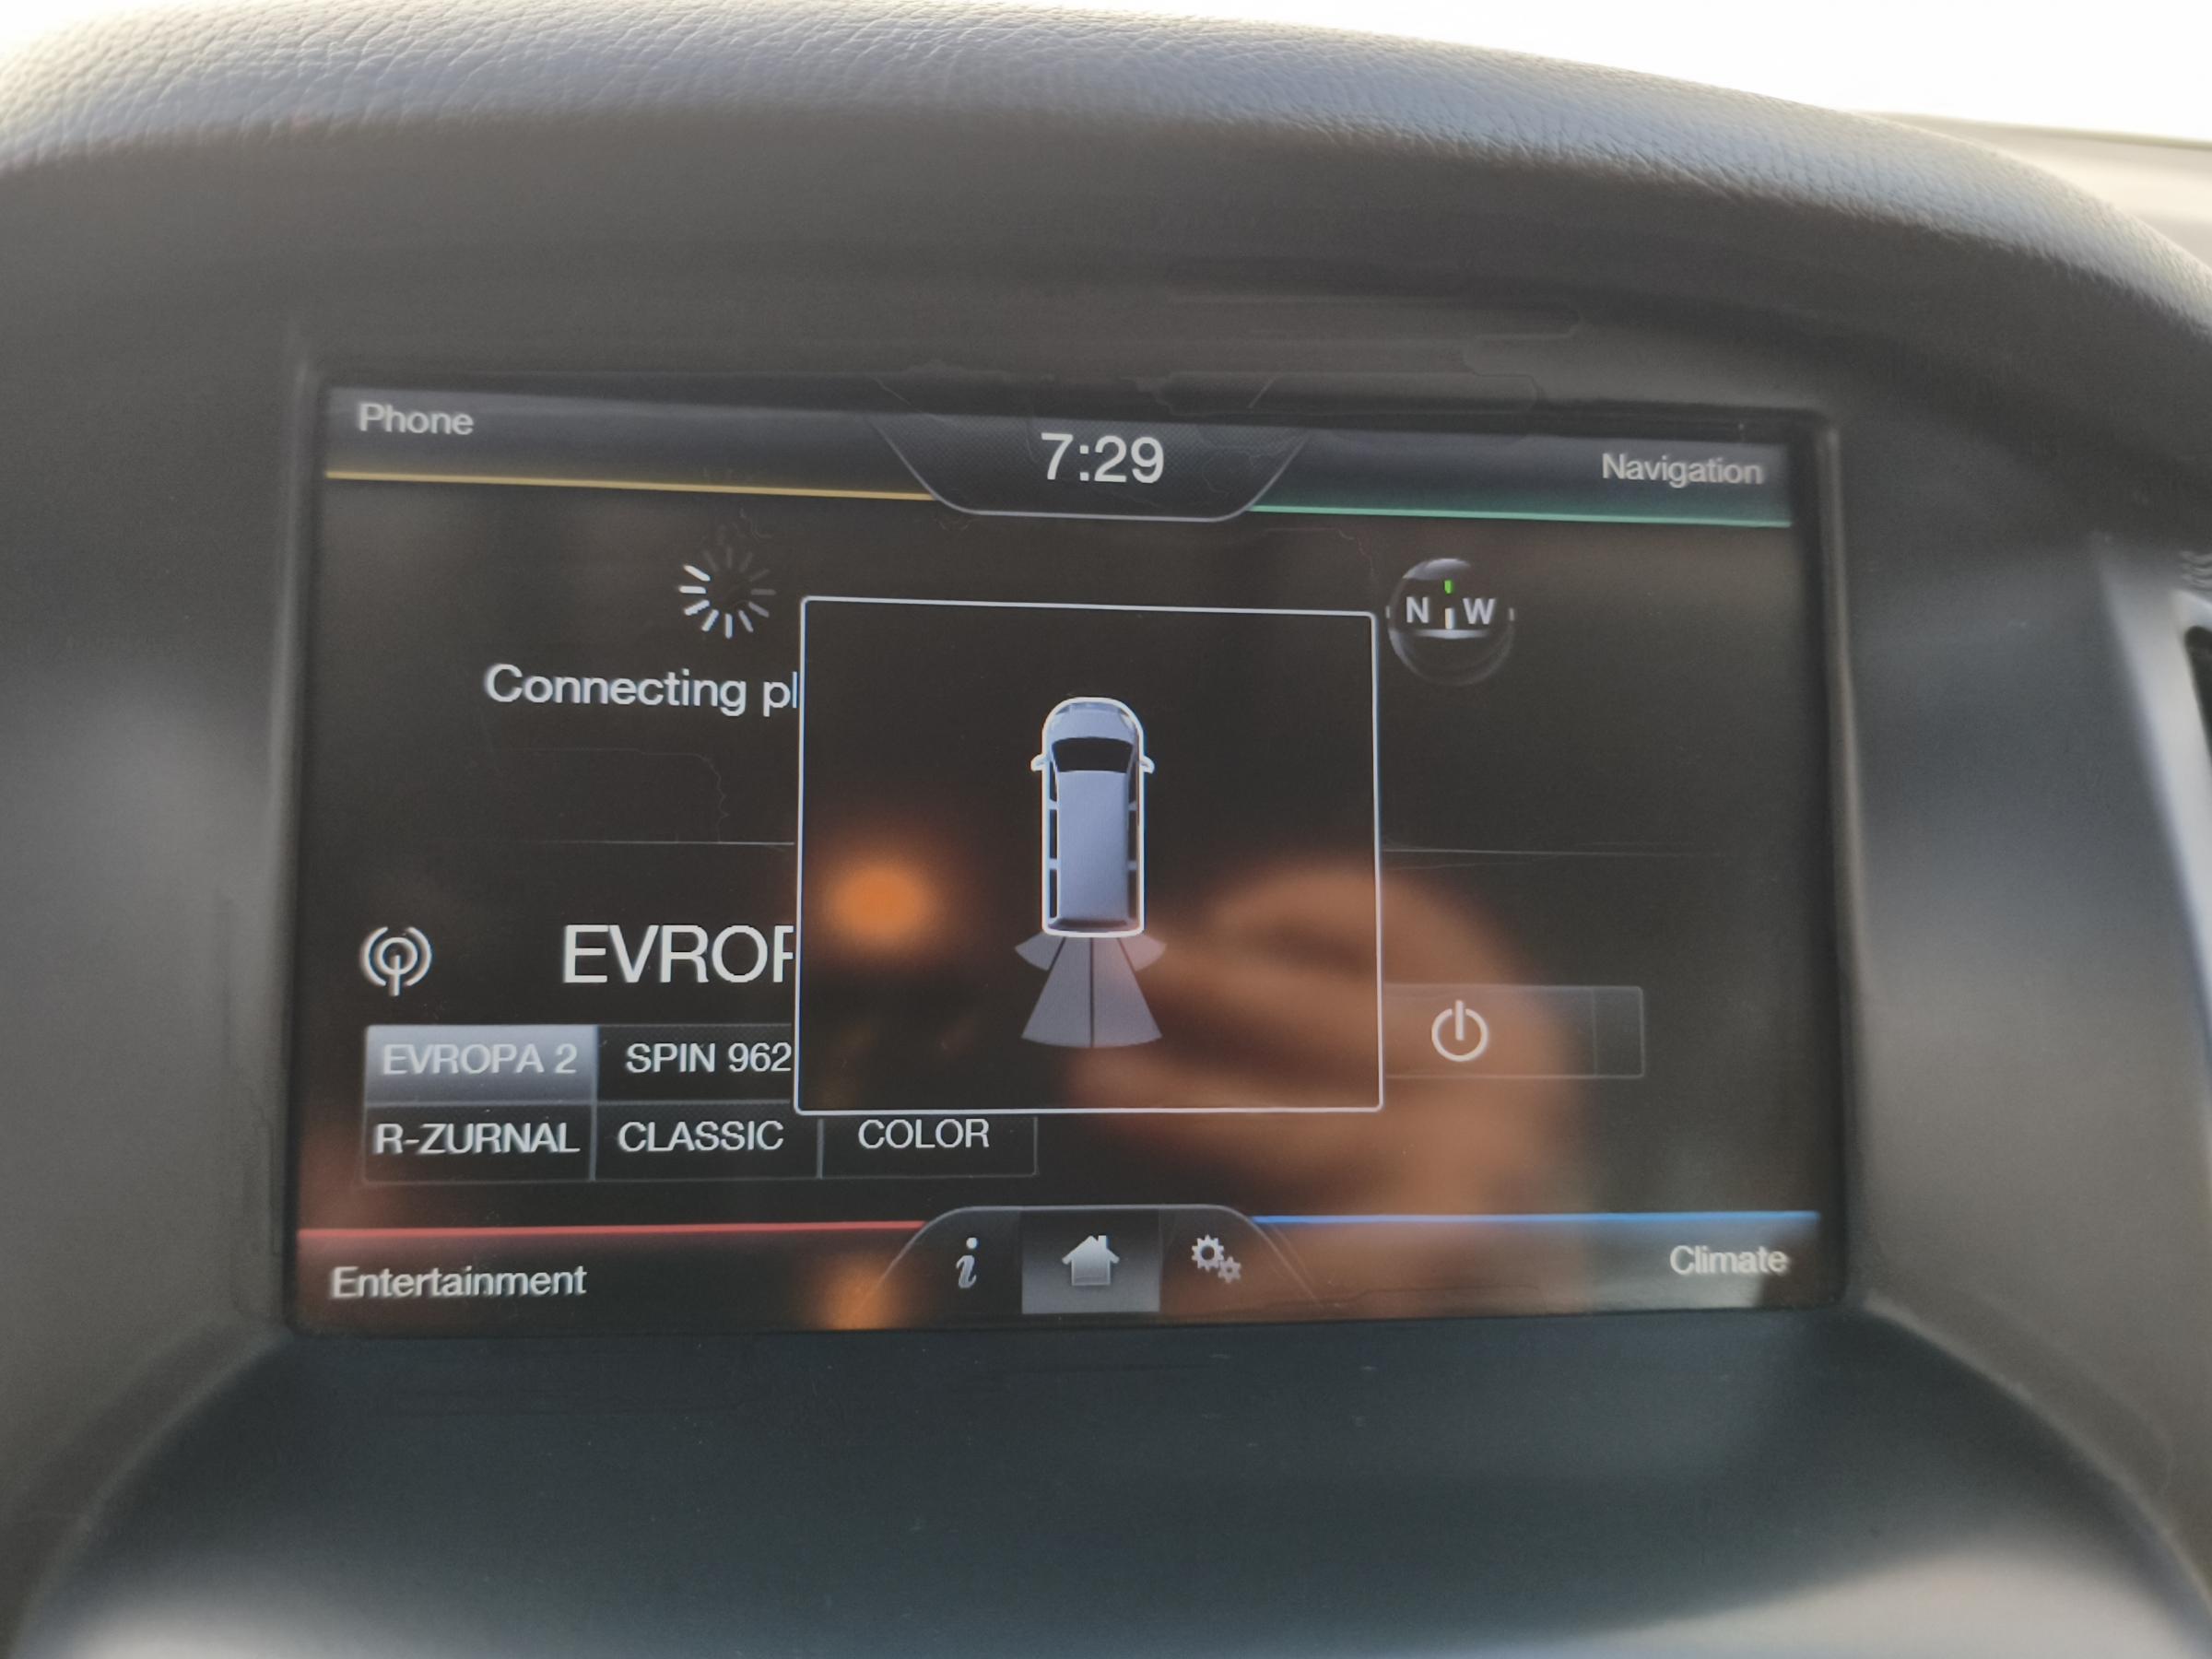 Phone
7:29
Navigation
N W
Connecting pl
EVROP
EVROPA 2
SPIN 962
R-ZURNAL
CLASSIC
COLOR
Entertainment
i
Climate